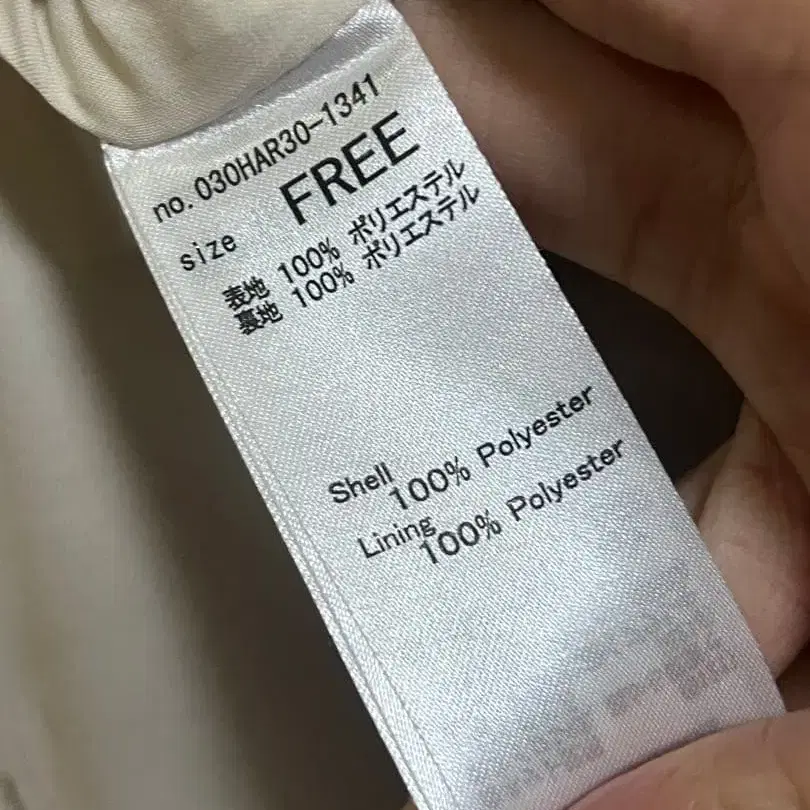 no.030HAR30-1341
size FREE
表地 100% ポリエステル
裏地 100% ポリエステル
Shell
100% Polyester
Lining
100% Polyester